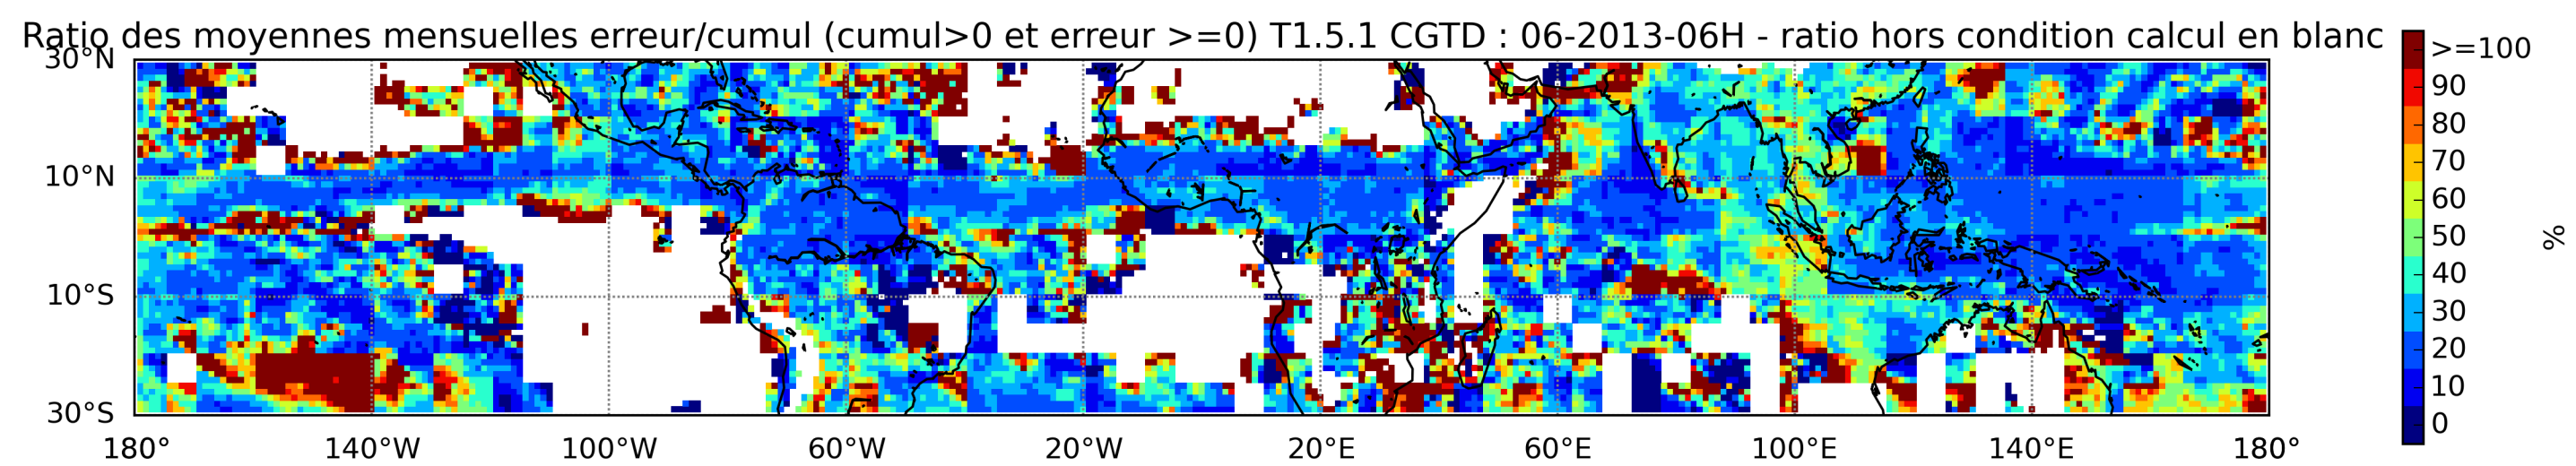 Ratio des moyennes mensuelles erreur/cumul (cumul>0 et erreur >=0) T1.5.1 CGTD : 06-2013-06H - ratio hors condition calcul en blanc
30°N
10°N
10°S
30°S
180° 140°W 100°W 60°W 20°W 20°E 60°E 100°E 140°E 180°
>=100
90
80
70
60
50
40
30
20
10
0
%